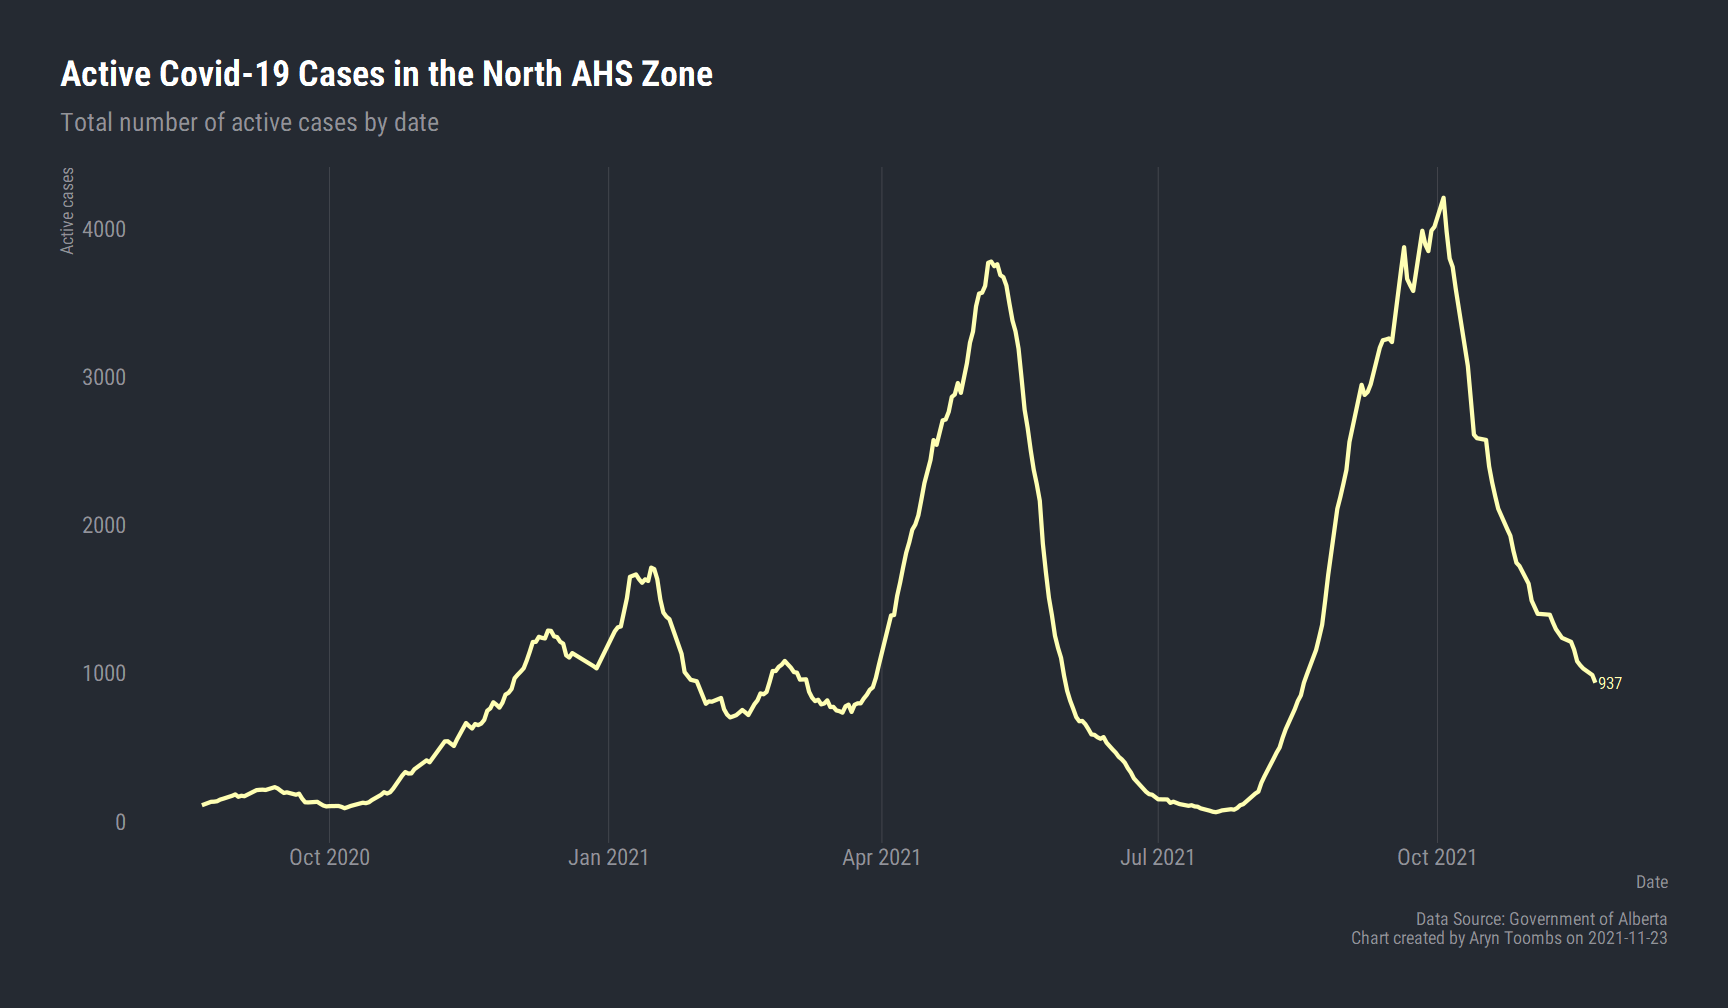 Active Covid-19 Cases in the North AHS Zone
Total number of active cases by date
Active cases
4000
3000
2000
1000
0
937
Oct 2020
Jan 2021
Apr 2021
Jul 2021
Oct 2021
Date
Data Source: Government of Alberta
Chart created by Aryn Toombs on 2021-11-23